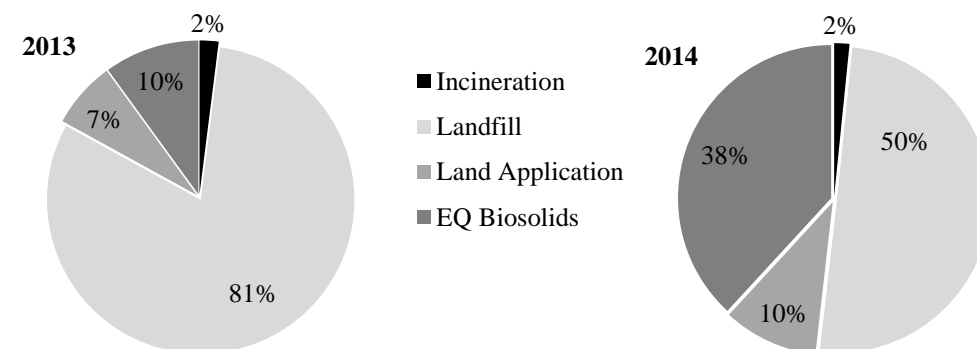 2013
2%
10%
7%
81%
Incineration
Landfill
Land Application
EQ Biosolids
2014
2%
50%
38%
10%